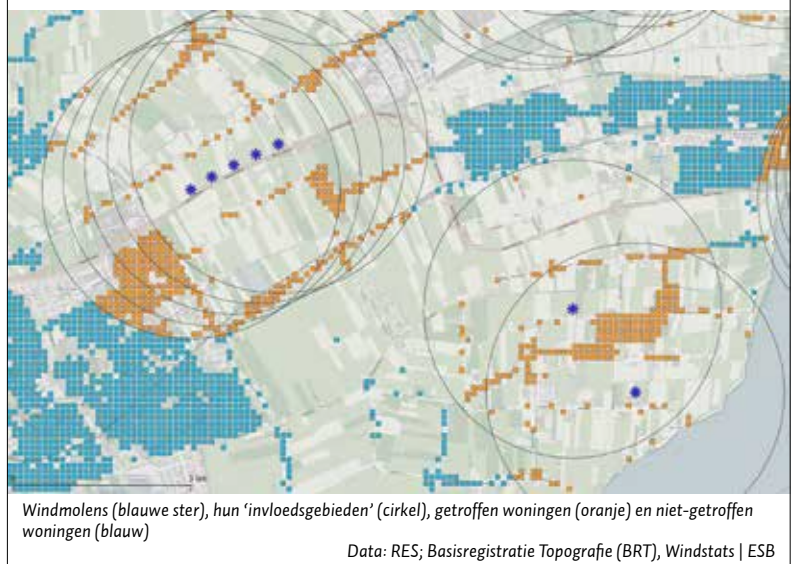 Windmolens (blauwe ster), hun ‘invloedsgebieden’ (cirkel), getroffen woningen (oranje) en niet-getroffen
woningen (blauw)
Data: RES; Basisregistratie Topografie (BRT), Windstats | ESB